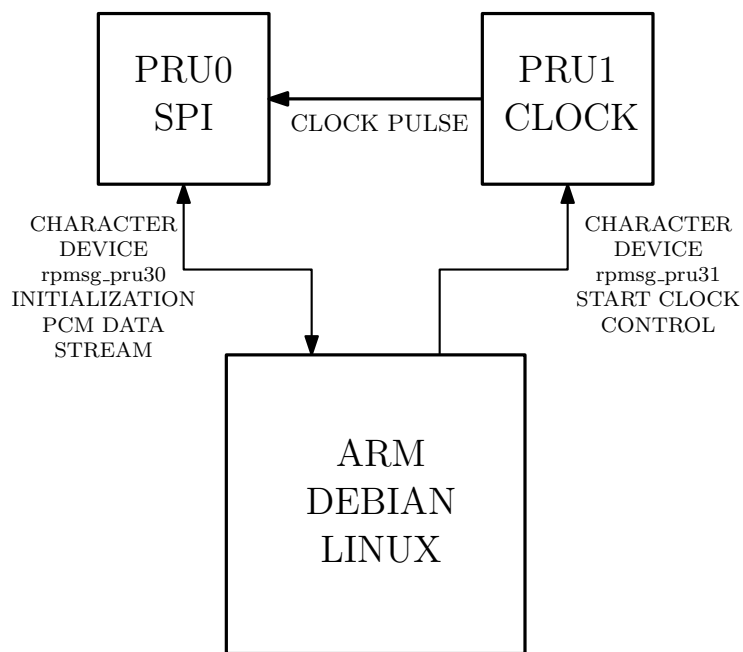 PRU0
SPI
PRU1
CLOCK
CLOCK PULSE
CHARACTER
DEVICE
rpmsg_pru30
INITIALIZATION
PCM DATA
STREAM
CHARACTER
DEVICE
rpmsg_pru31
START CLOCK
CONTROL
ARM
DEBIAN
LINUX